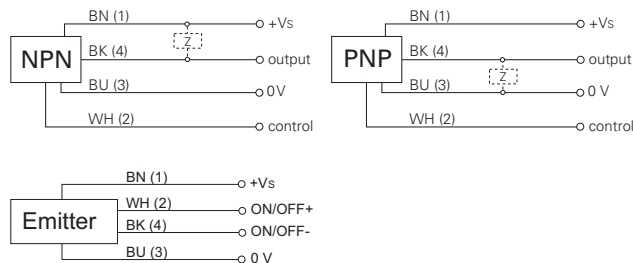 BN (1)
+Vs
Z
NPN
BK (4)
output
BU (3)
0V
WH (2)
control
BN (1)
+Vs
PNP
BK (4)
output
Z
BU (3)
0 V
WH (2)
control
BN (1)
+Vs
WH (2)
ON/OFF+
Emitter
BK (4)
ON/OFF-
BU (3)
0 V